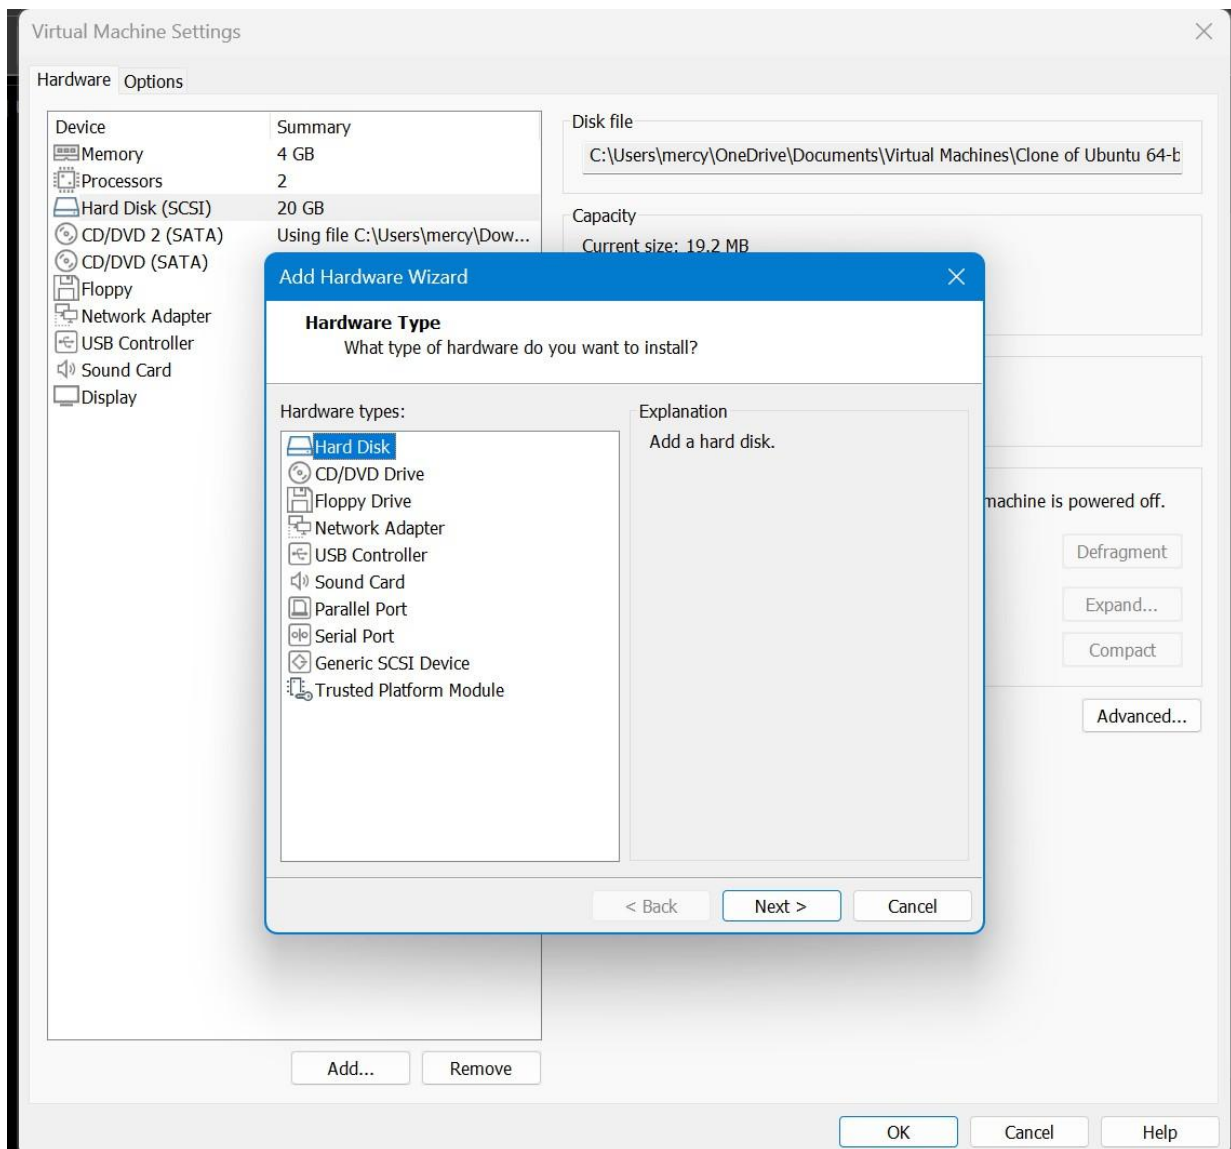 Virtual Machine Settings
Hardware Options
Device Summary
Memory 4 GB
Processors 2
Hard Disk (SCSI) 20 GB
CD/DVD 2 (SATA) Using file C:\Users\mercy\Dow...
CD/DVD (SATA)
Floppy
Network Adapter
USB Controller
Sound Card
Display
Disk file
C:\Users\mercy\OneDrive\Documents\Virtual Machines\Clone of Ubuntu 64-b
Capacity
Current size: 19.2 MB
Add Hardware Wizard
Hardware Type
What type of hardware do you want to install?
Hardware types:
Hard Disk
CD/DVD Drive
Floppy Drive
Network Adapter
USB Controller
Sound Card
Parallel Port
Serial Port
Generic SCSI Device
Trusted Platform Module
Explanation
Add a hard disk.
< Back Next > Cancel
machine is powered off.
Defragment
Expand...
Compact
Advanced...
Add... Remove
OK Cancel Help